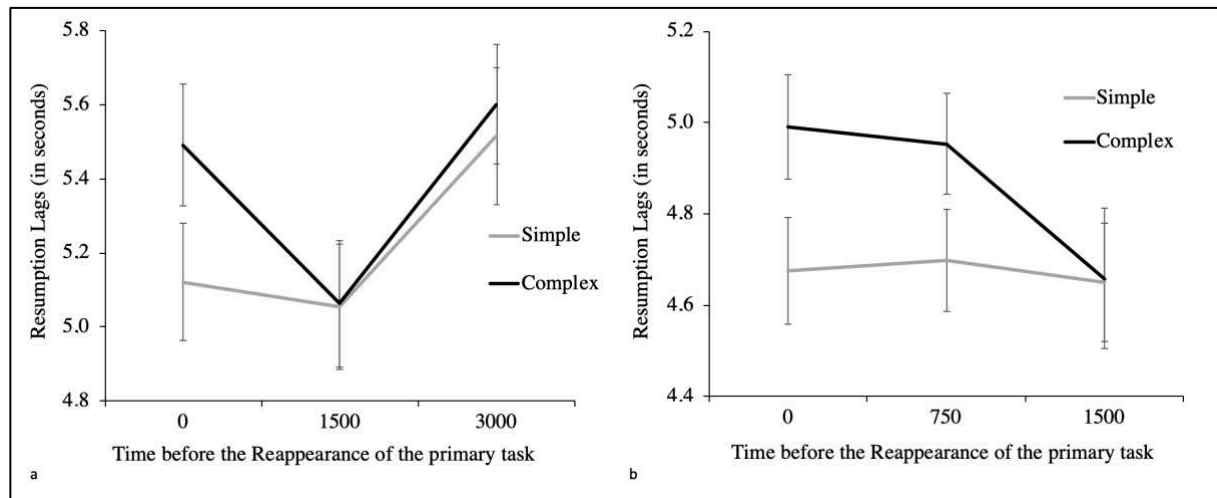 5.8
5.6
5.4
5.2
5.0
4.8
Resumption Lags (in seconds)
Simple
Complex
0 1500 3000
Time before the Reappearance of the primary task
a
5.2
5.0
4.8
4.6
4.4
Resumption Lags (in seconds)
Simple
Complex
0 750 1500
Time before the Reappearance of the primary task
b